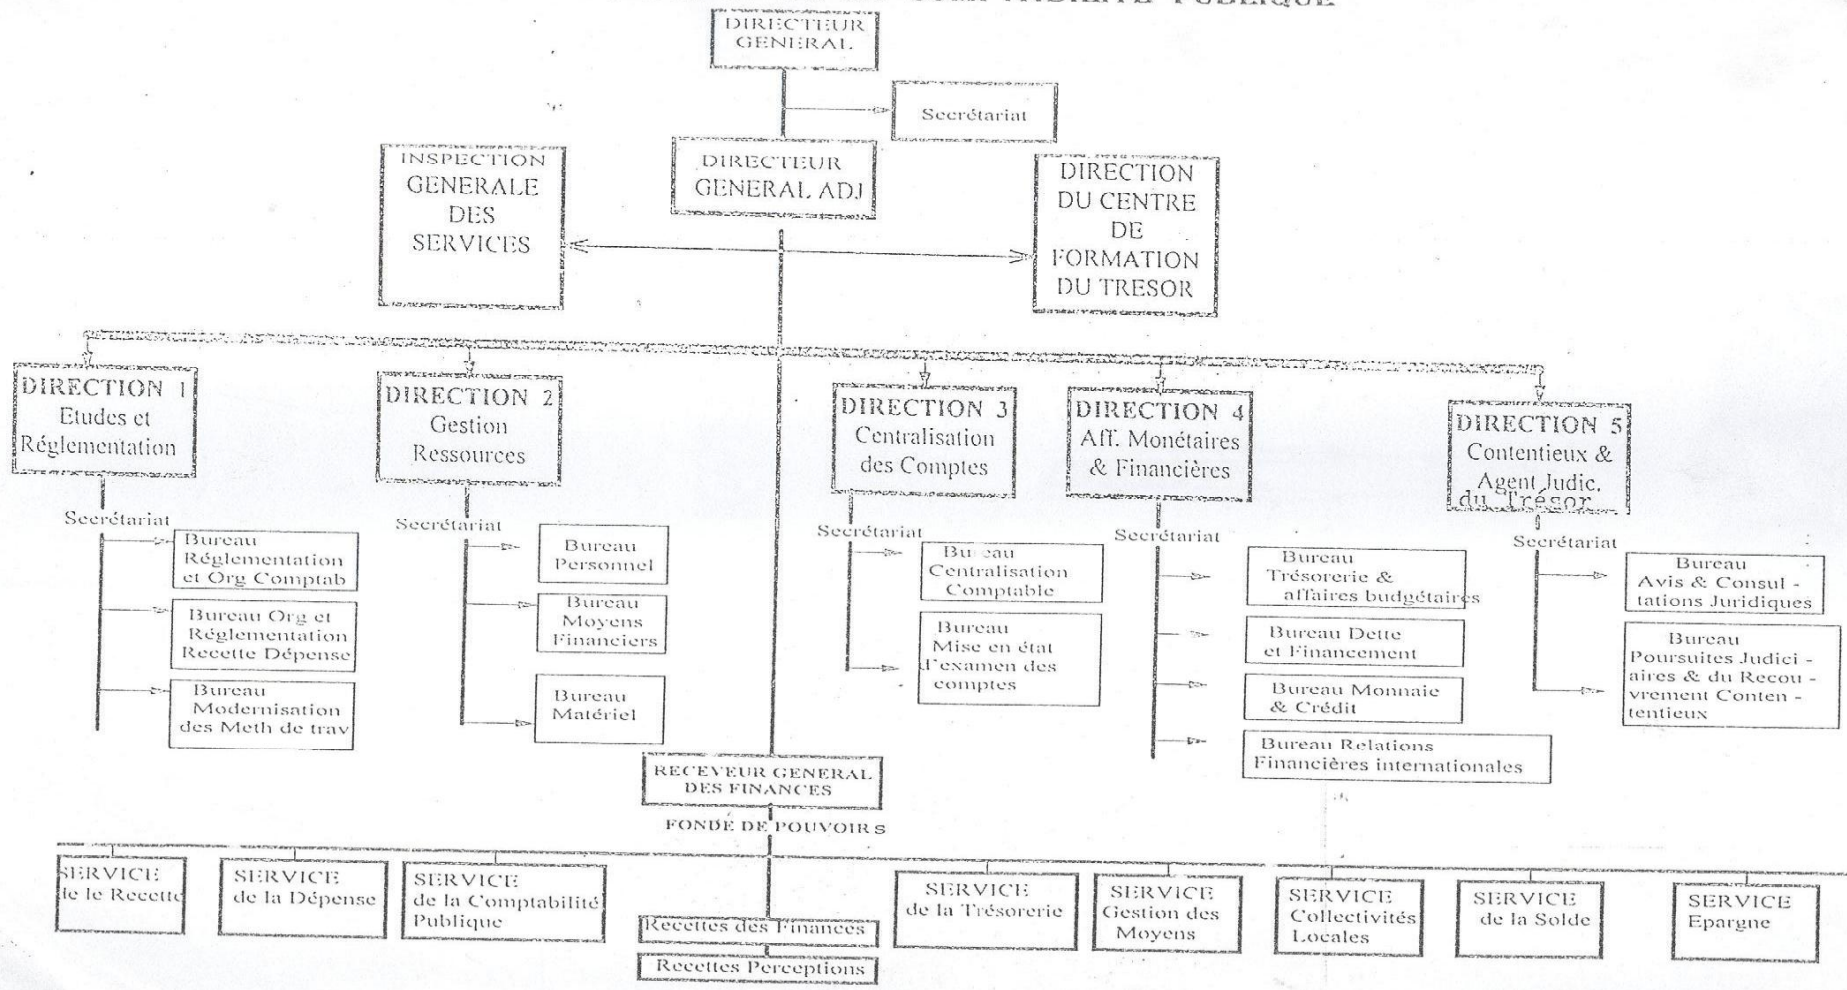 PUBLIQUE
DIRECTEUR
GENERAL
Secrétariat
INSPECTION
GENERALE
DES
SERVICES
DIRECTEUR
GENERAL ADJ
DIRECTION
DU CENTRE
DE
FORMATION
DU TRESOR
DIRECTION 1
Etudes et
Réglementation
DIRECTION 2
Gestion
Ressources
DIRECTION 3
Centralisation
des Comptes
DIRECTION 4
Aff. Monétaires
& Financières
DIRECTION 5
Contentieux &
Agent Judic.
du Trésor
Secrétariat
Bureau
Réglementation
et Org Comptab
Bureau Org et
Réglementation
Recette Dépense
Bureau
Modernisation
des Meth de trav
Secrétariat
Bureau
Personnel
Bureau
Moyens
Financiers
Bureau
Matériel
Secrétariat
Bureau
Centralisation
Comptable
Bureau
Mise en état
d'examen des
comptes
Secrétariat
Bureau
Trésorerie &
affaires budgétaires
Bureau Dette
et Financement
Bureau Monnaie
& Crédit
Bureau Relations
Financières internationales
Secrétariat
Bureau
Avis & Consul -
tations Juridiques
Bureau
Poursuites Judici -
aires & du Recou -
vrement Conten -
tentieux
RECEVEUR GENERAL
DES FINANCES
FONDE DE POUVOIRS
SERVICE
de le Recette
SERVICE
de la Dépense
SERVICE
de la Comptabilité
Publique
Recettes des Finances
Recettes Perceptions
SERVICE
de la Trésorerie
SERVICE
Gestion des
Moyens
SERVICE
Collectivités
Locales
SERVICE
de la Solde
SERVICE
Epargne